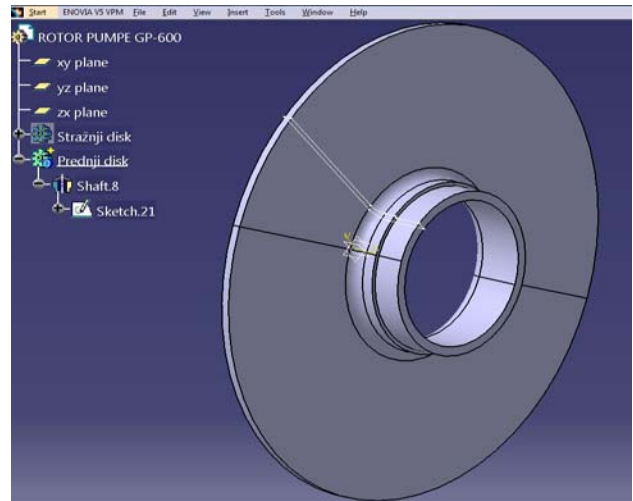 Start ENOVIA V5 VPM File Edit View Insert Tools Window Help
ROTOR PUMPE GP-600
xy plane
yz plane
zx plane
Stražnji disk
Prednji disk
Shaft.8
Sketch.21